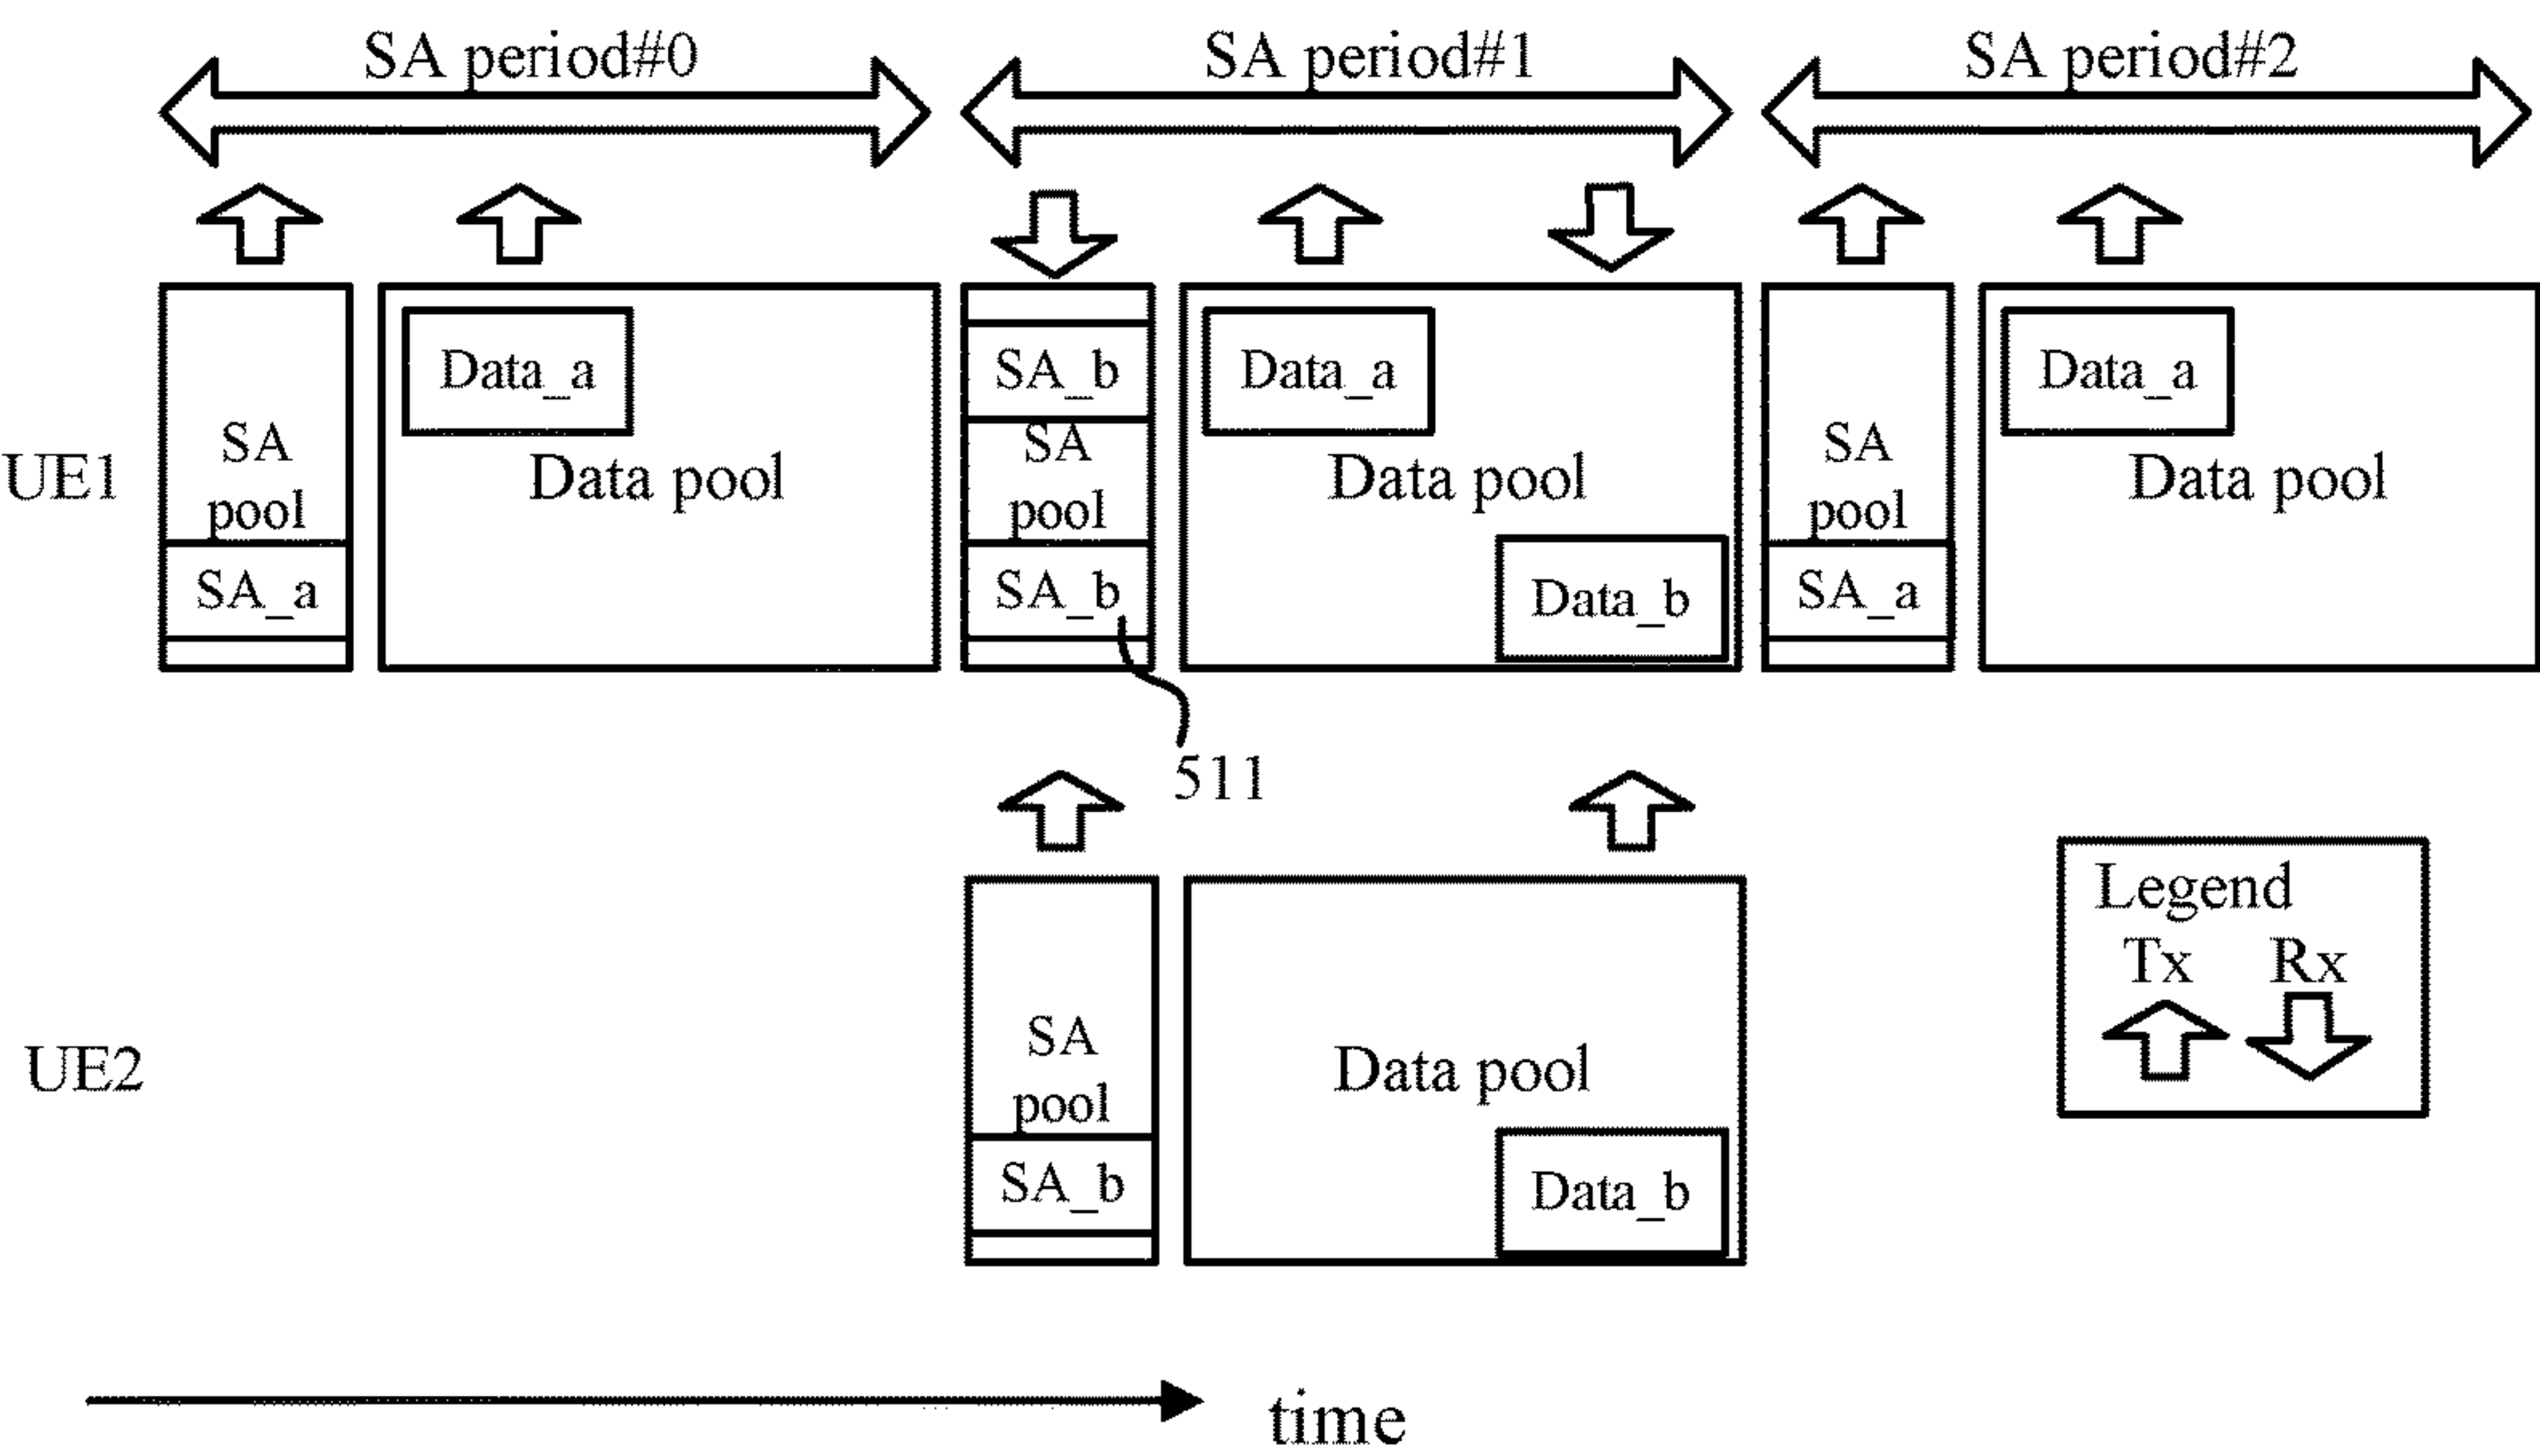 SA period#0 SA period#1 SA period#2
Data_a SA_b Data_a Data_a
UE1 SA pool Data pool SA pool Data pool SA pool Data pool
SA_a SA_b Data_b SA_a
511
Legend
Tx Rx
UE2 SA pool Data pool
SA_b Data_b
time